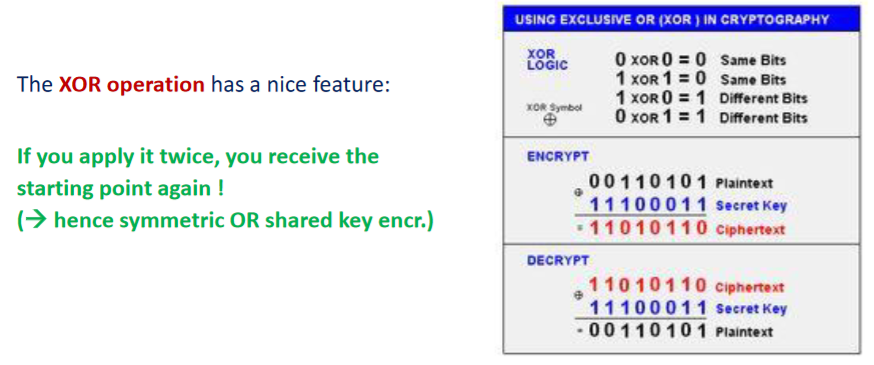 The XOR operation has a nice feature:
If you apply it twice, you receive the
starting point again !
(→ hence symmetric OR shared key encr.)
USING EXCLUSIVE OR (XOR ) IN CRYPTOGRAPHY
XOR
LOGIC
0 XOR 0 = 0 Same Bits
1 XOR 1 = 0 Same Bits
1 XOR 0 = 1 Different Bits
0 XOR 1 = 1 Different Bits
XOR Symbol
⊕
ENCRYPT
00110101 Plaintext
⊕ 11100011 Secret Key
= 11010110 Ciphertext
DECRYPT
11010110 Ciphertext
⊕ 11100011 Secret Key
= 00110101 Plaintext